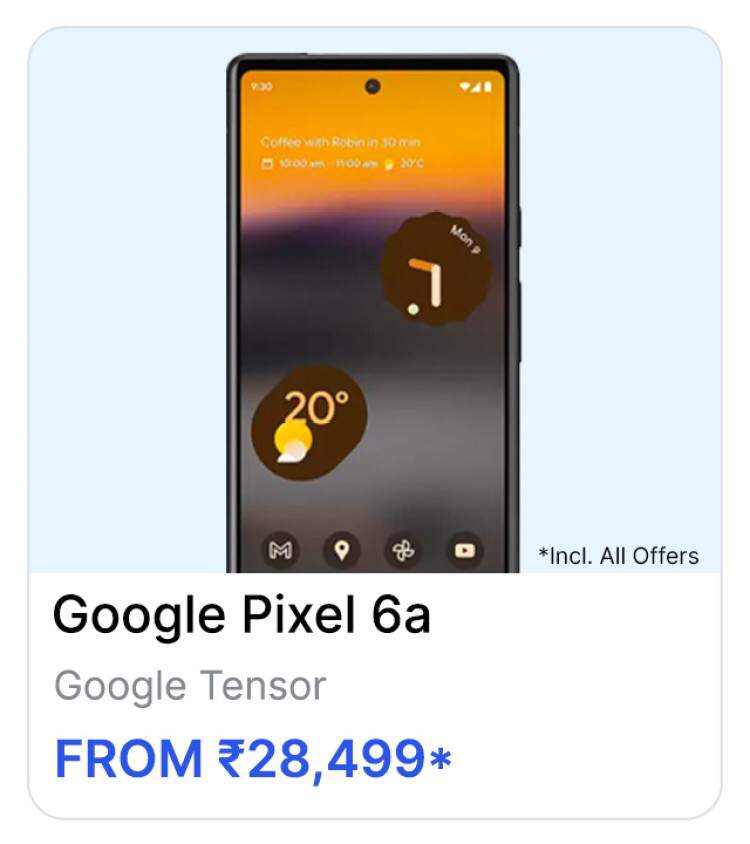 9:30
Coffee with Robin in 30 min
10:00 am - 11:00 am 20°C
Mon 9
20°
*Incl. All Offers
Google Pixel 6a
Google Tensor
FROM ₹28,499*